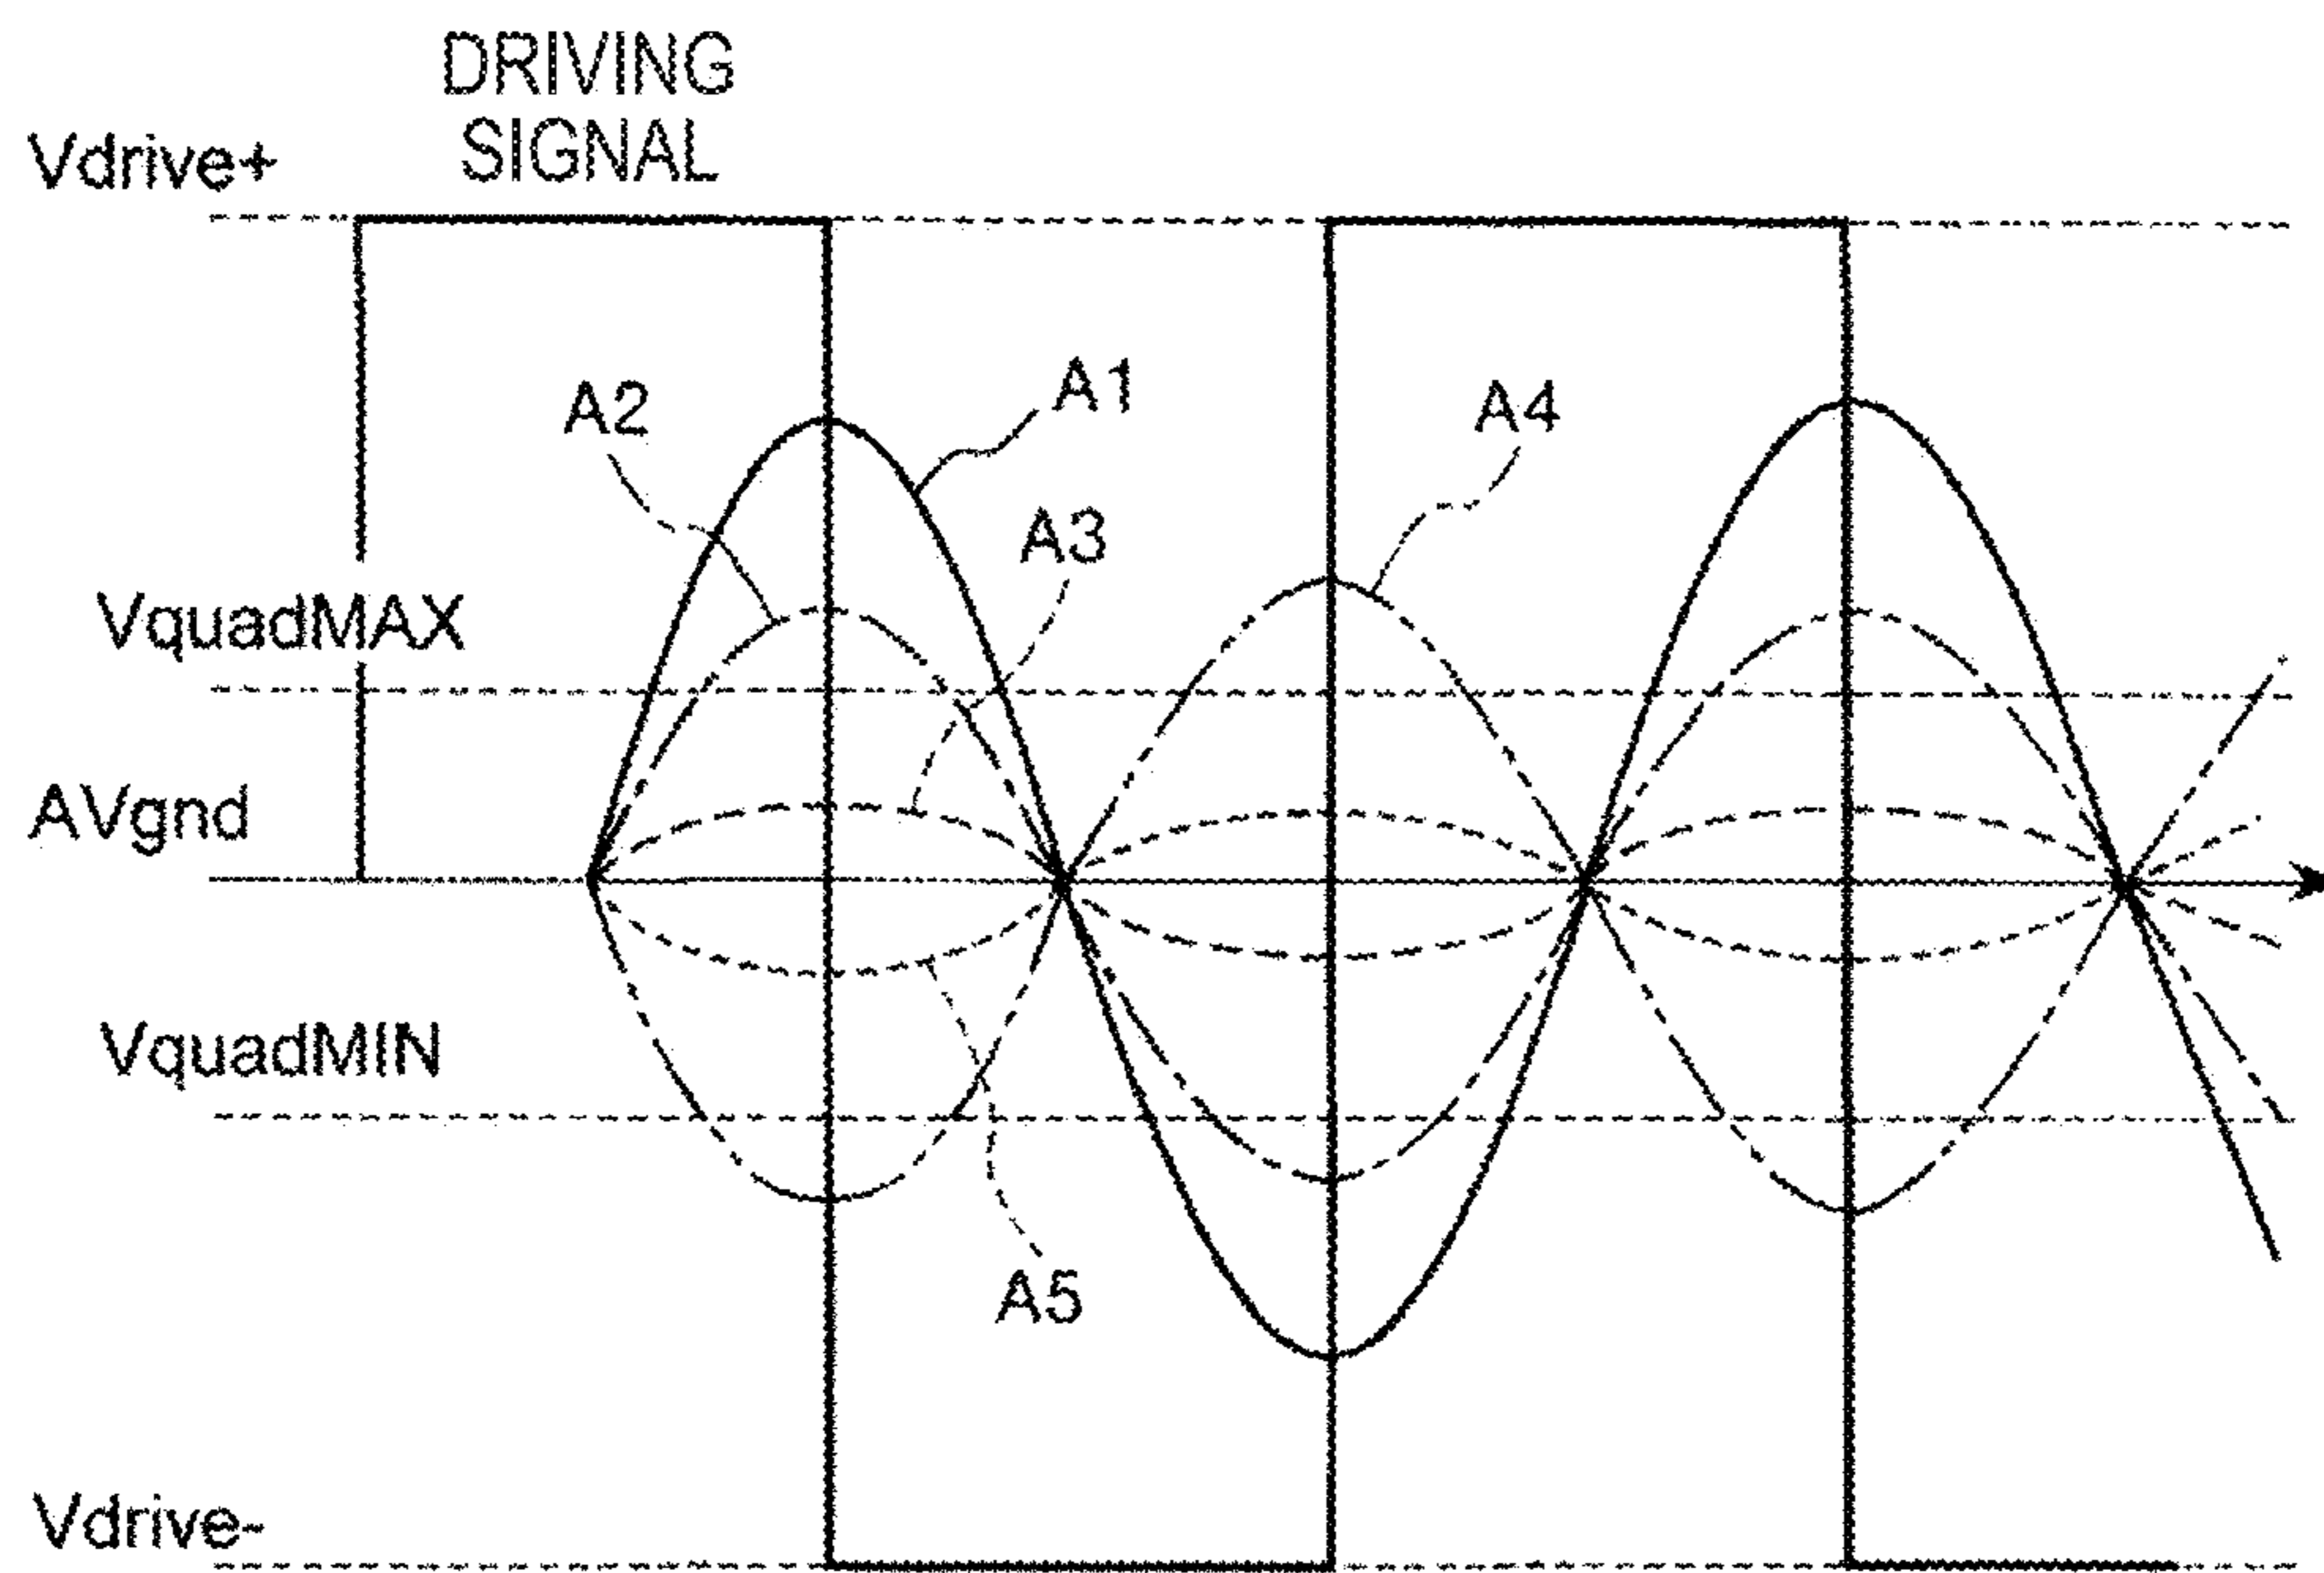 DRIVING
SIGNAL
Vdrive+
A1
A2
A4
A3
VquadMAX
AVgnd
VquadMIN
A5
Vdrive-